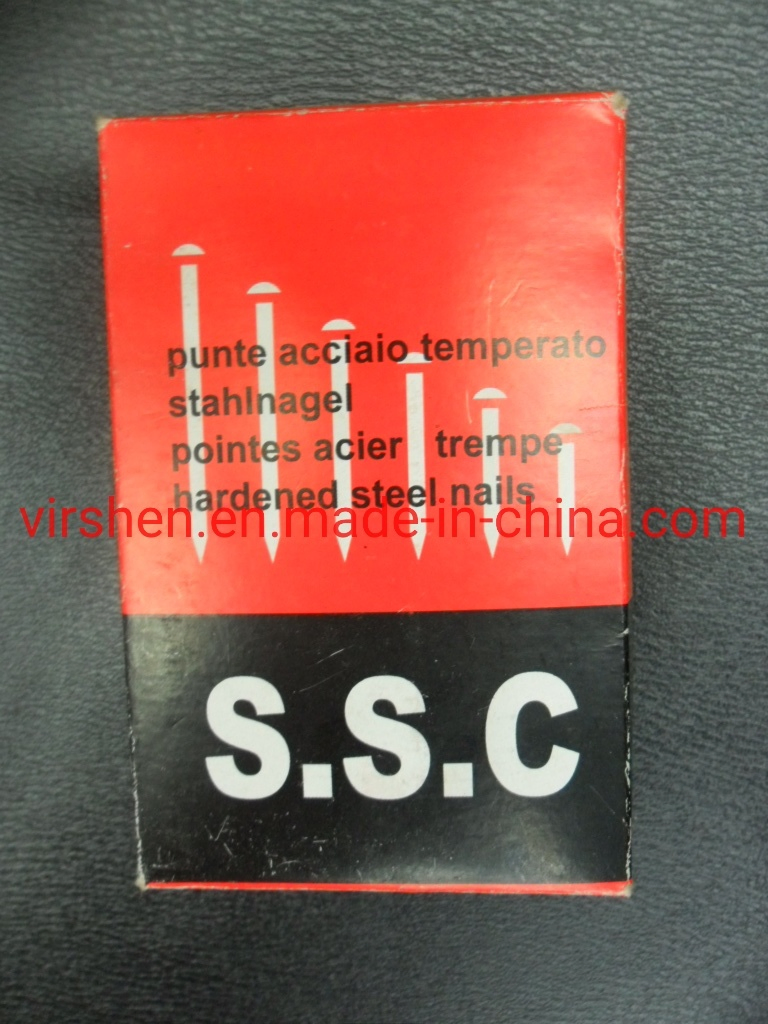 punte acciaio temperato
stahlnagel
pointes acier trempe
hardened steel nails
virshen.en.made-in-china.com
S.S.C